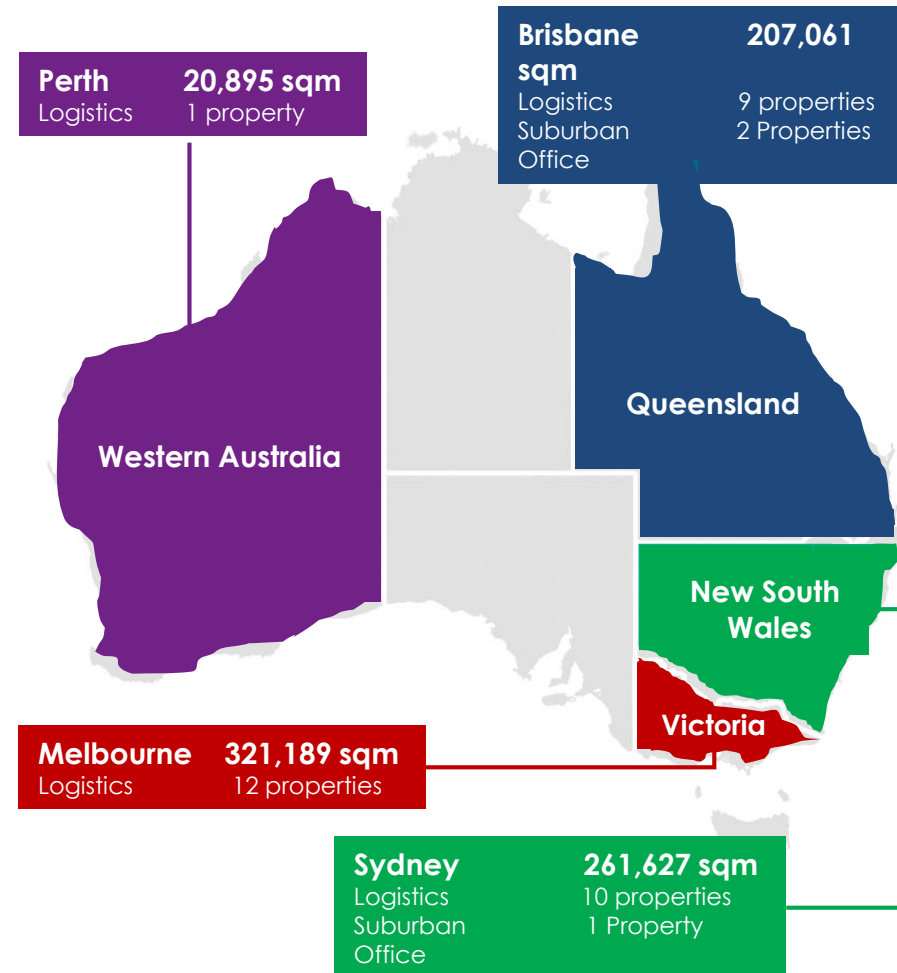 Brisbane 207,061
sqm
Logistics 9 properties
Suburban 2 Properties
Office
Perth 20,895 sqm
Logistics 1 property
Queensland
Western Australia
New South
Wales
Victoria
Melbourne 321,189 sqm
Logistics 12 properties
Sydney 261,627 sqm
Logistics 10 properties
Suburban 1 Property
Office